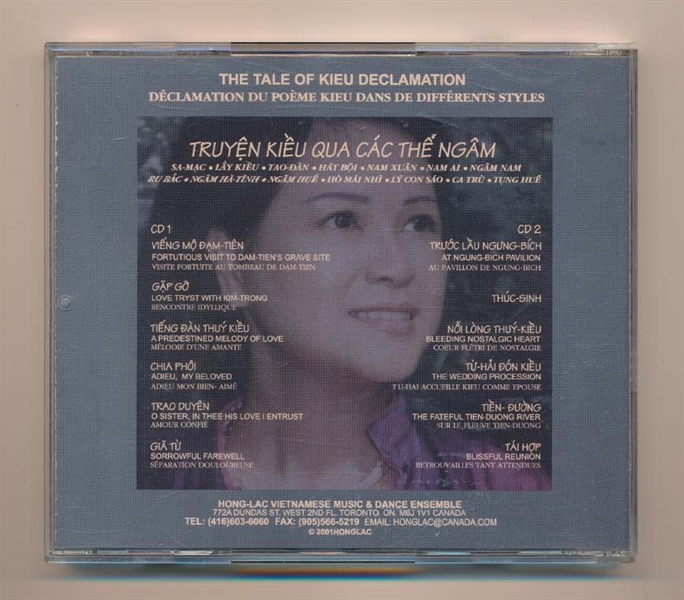 THE TALE OF KIEU DECLAMATION
DÉCLAMATION DU POÈME KIEU DANS DE DIFFÉRENTS STYLES
TRUYỆN KIỀU QUA CÁC THỂ NGÂM
SA-MẠC • LẨY KIỀU • TAO-ĐÀN • HÁT BỘI • NAM XUÂN • NAM AI • NGÂM NAM
RU BẮC • NGÂM HÀ-TĨNH • NGÂM HUẾ • HÒ MÁI NHÌ • LÝ CON SÁO • CA TRÙ • TỤNG HUẾ
CD 1
VIẾNG MỘ ĐẠM-TIÊN
FORTUTIOUS VISIT TO DAM-TIEN'S GRAVE SITE
VISITE FORTUITE AU TOMBEAU DE DAM-TIEN
GẶP GỠ
LOVE TRYST WITH KIM-TRONG
RENCONTRE IDYLLIQUE
TIẾNG ĐÀN THUÝ KIỀU
A PREDESTINED MELODY OF LOVE
MÉLODIE D'UNE AMANTE
CHIA PHÔI
ADIEU, MY BELOVED
ADIEU MON BIEN- AIMÉ
TRAO DUYÊN
O SISTER, IN THEE HIS LOVE I ENTRUST
AMOUR CONFIÉ
GIÃ TỪ
SORROWFUL FAREWELL
SÉPARATION DOULOUREUSE
CD 2
TRƯỚC LẦU NGƯNG-BÍCH
AT NGUNG-BICH PAVILION
AU PAVILLON DE NGUNG-BICH
THÚC-SINH
NỖI LÒNG THUÝ-KIỀU
BLEEDING NOSTALGIC HEART
COEUR FLÉTRI DE NOSTALGIE
TỪ-HẢI ĐÓN KIỀU
THE WEDDING PROCESSION
TU-HAI ACCUEILLE KIEU COMME EPOUSE
TIỀN- ĐƯỜNG
THE FATEFUL TIEN-DUONG RIVER
SUR LE FLEUVE TIEN-DUONG
TÁI HỢP
BLISSFUL REUNION
RETROUVAILLES TANT ATTENDUES
HONG-LAC VIETNAMESE MUSIC & DANCE ENSEMBLE
772A DUNDAS ST. WEST 2ND FL. TORONTO ON. M6J 1V1 CANADA
TEL: (416)603-6060 FAX: (905)566-5219 EMAIL: HONGLAC@CANADA.COM
© 2001HONGLAC